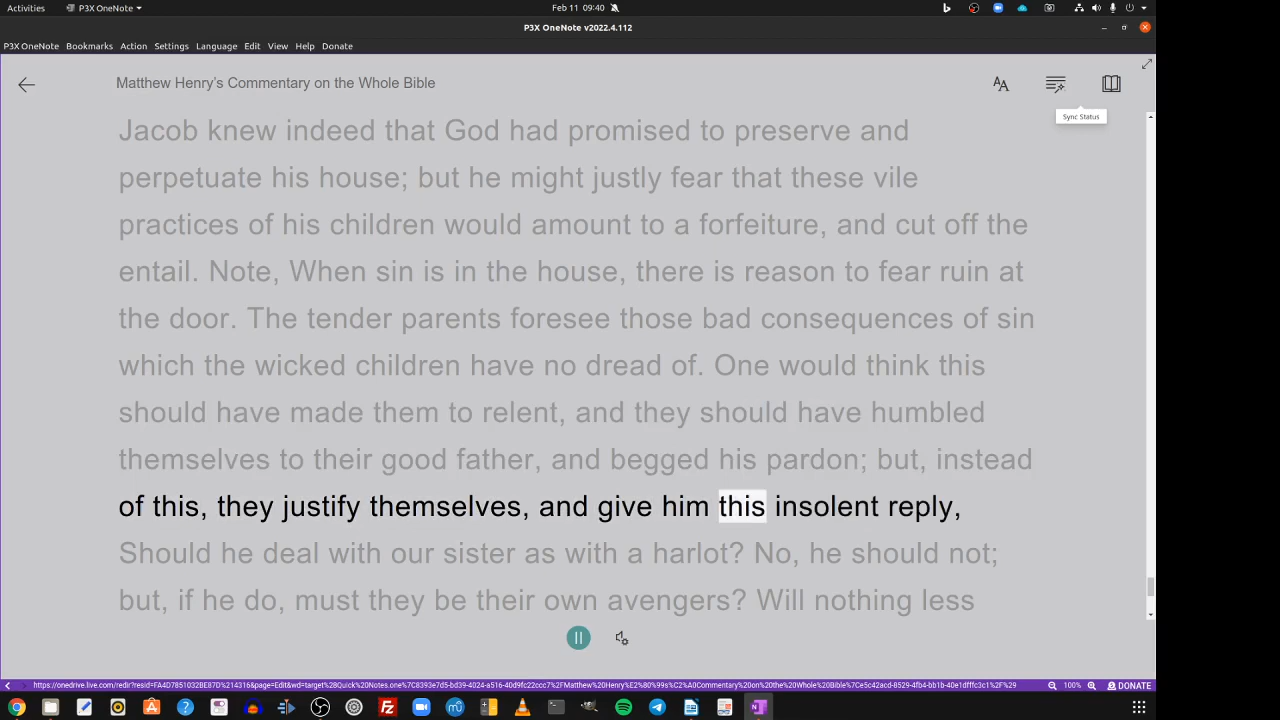 Activities
P3X OneNote
Feb 11 09:40
P3X OneNote v2022.4.112
P3X OneNote Bookmarks Action Settings Language Edit View Help Donate
Matthew Henry's Commentary on the Whole Bible
AA
Sync Status
Jacob knew indeed that God had promised to preserve and
perpetuate his house; but he might justly fear that these vile
practices of his children would amount to a forfeiture, and cut off the
entail. Note, When sin is in the house, there is reason to fear ruin at
the door. The tender parents foresee those bad consequences of sin
which the wicked children have no dread of. One would think this
should have made them to relent, and they should have humbled
themselves to their good father, and begged his pardon; but, instead
of this, they justify themselves, and give him this insolent reply,
Should he deal with our sister as with a harlot? No, he should not;
but, if he do, must they be their own avengers? Will nothing less
100%
DONATE